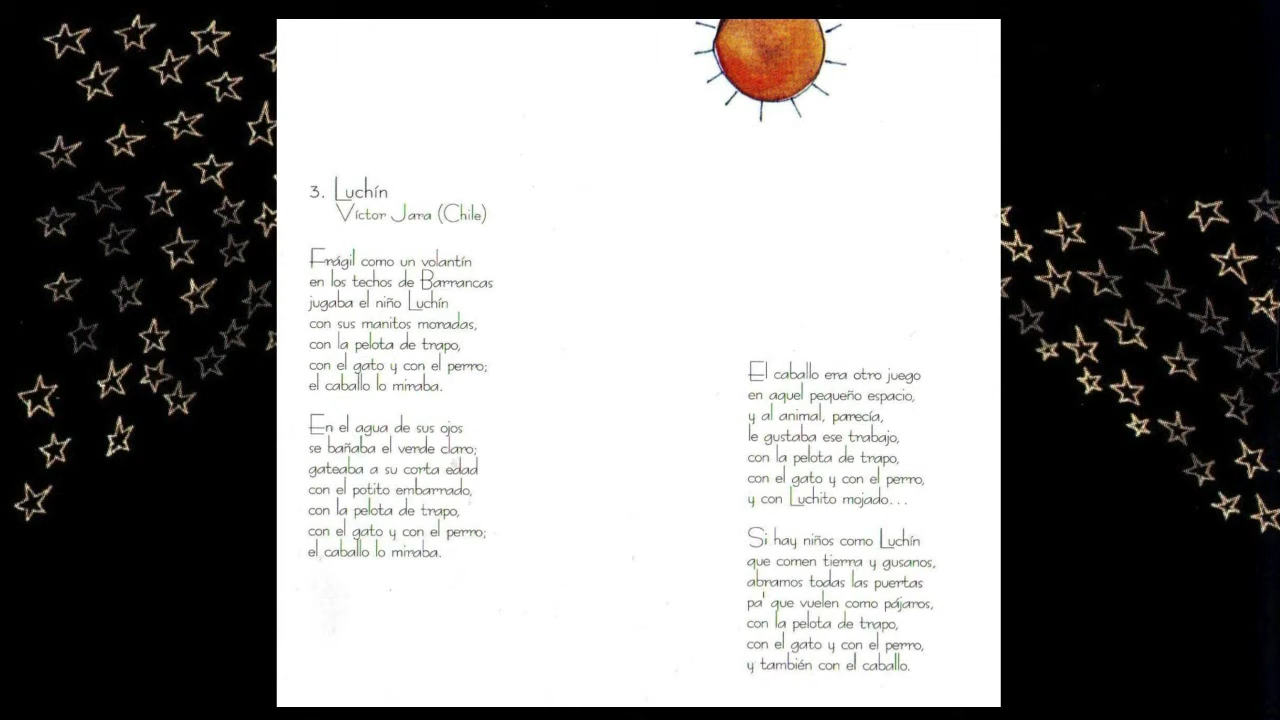 3. Luchín
Víctor Jara (Chile)
Frágil como un volantín
en los techos de Barrancas
jugaba el niño Luchín
con sus manitos moradas,
con la pelota de trapo,
con el gato y con el perro;
el caballo lo miraba.
En el agua de sus ojos
se bañaba el verde claro;
gateaba a su corta edad
con el potito embarrado,
con la pelota de trapo,
con el gato y con el perro;
el caballo lo miraba.
El caballo era otro juego
en aquel pequeño espacio,
y al animal, parecía,
le gustaba ese trabajo,
con la pelota de trapo,
con el gato y con el perro,
y con Luchito mojado...
Si hay niños como Luchín
que comen tierra y gusanos,
abramos todas las puertas
pa' que vuelen como pájaros,
con la pelota de trapo,
con el gato y con el perro,
y también con el caballo.